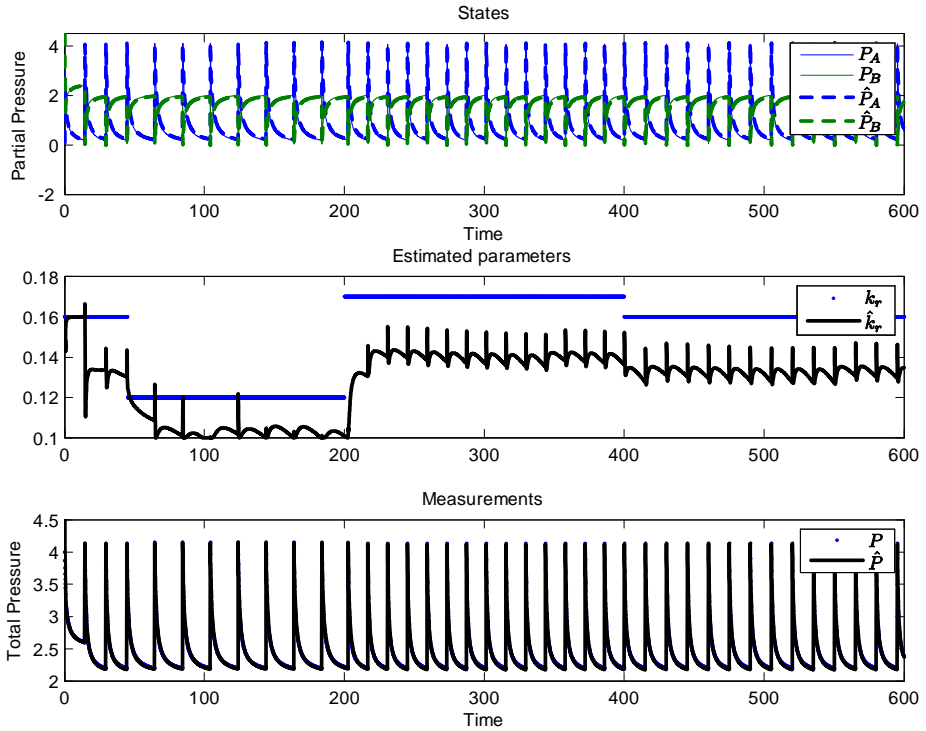 States
4
2
0
-2
Partial Pressure
0
100
200
300
400
500
600
Time
P_A
P_B
P̂_A
P̂_B
Estimated parameters
0.18
0.16
0.14
0.12
0.1
0
100
200
300
400
500
600
Time
k_r
k̂_r
Measurements
4.5
4
3.5
3
2.5
2
Total Pressure
0
100
200
300
400
500
600
Time
P
P̂